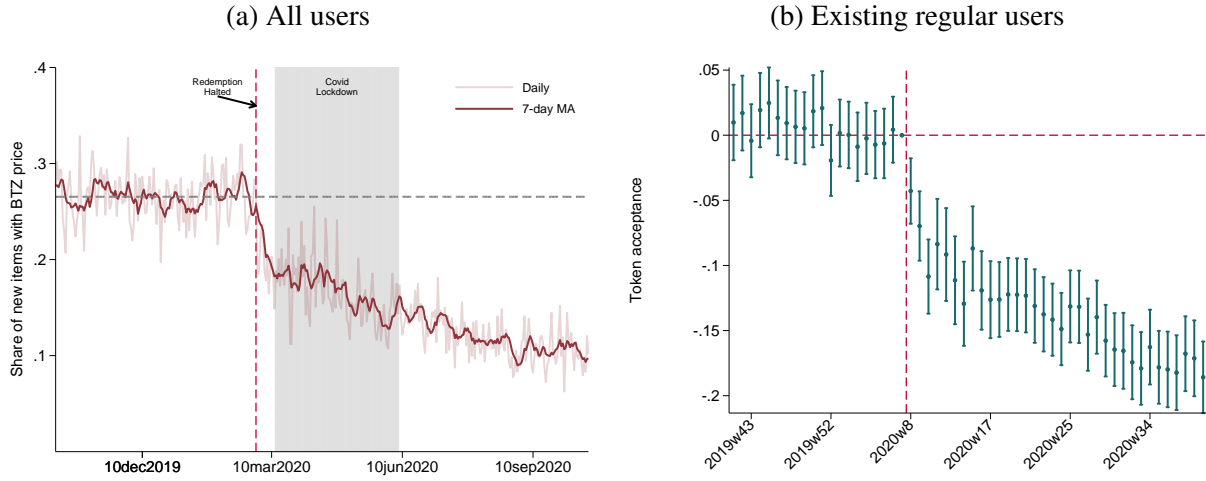 (a) All users
Share of new items with BTZ price
.4
.3
.2
.1
Redemption
Halted
Covid
Lockdown
Daily
7-day MA
10dec2019
10mar2020
10jun2020
10sep2020
(b) Existing regular users
Token acceptance
.05
0
-.05
-.1
-.15
-.2
2019w43
2019w52
2020w8
2020w17
2020w25
2020w34